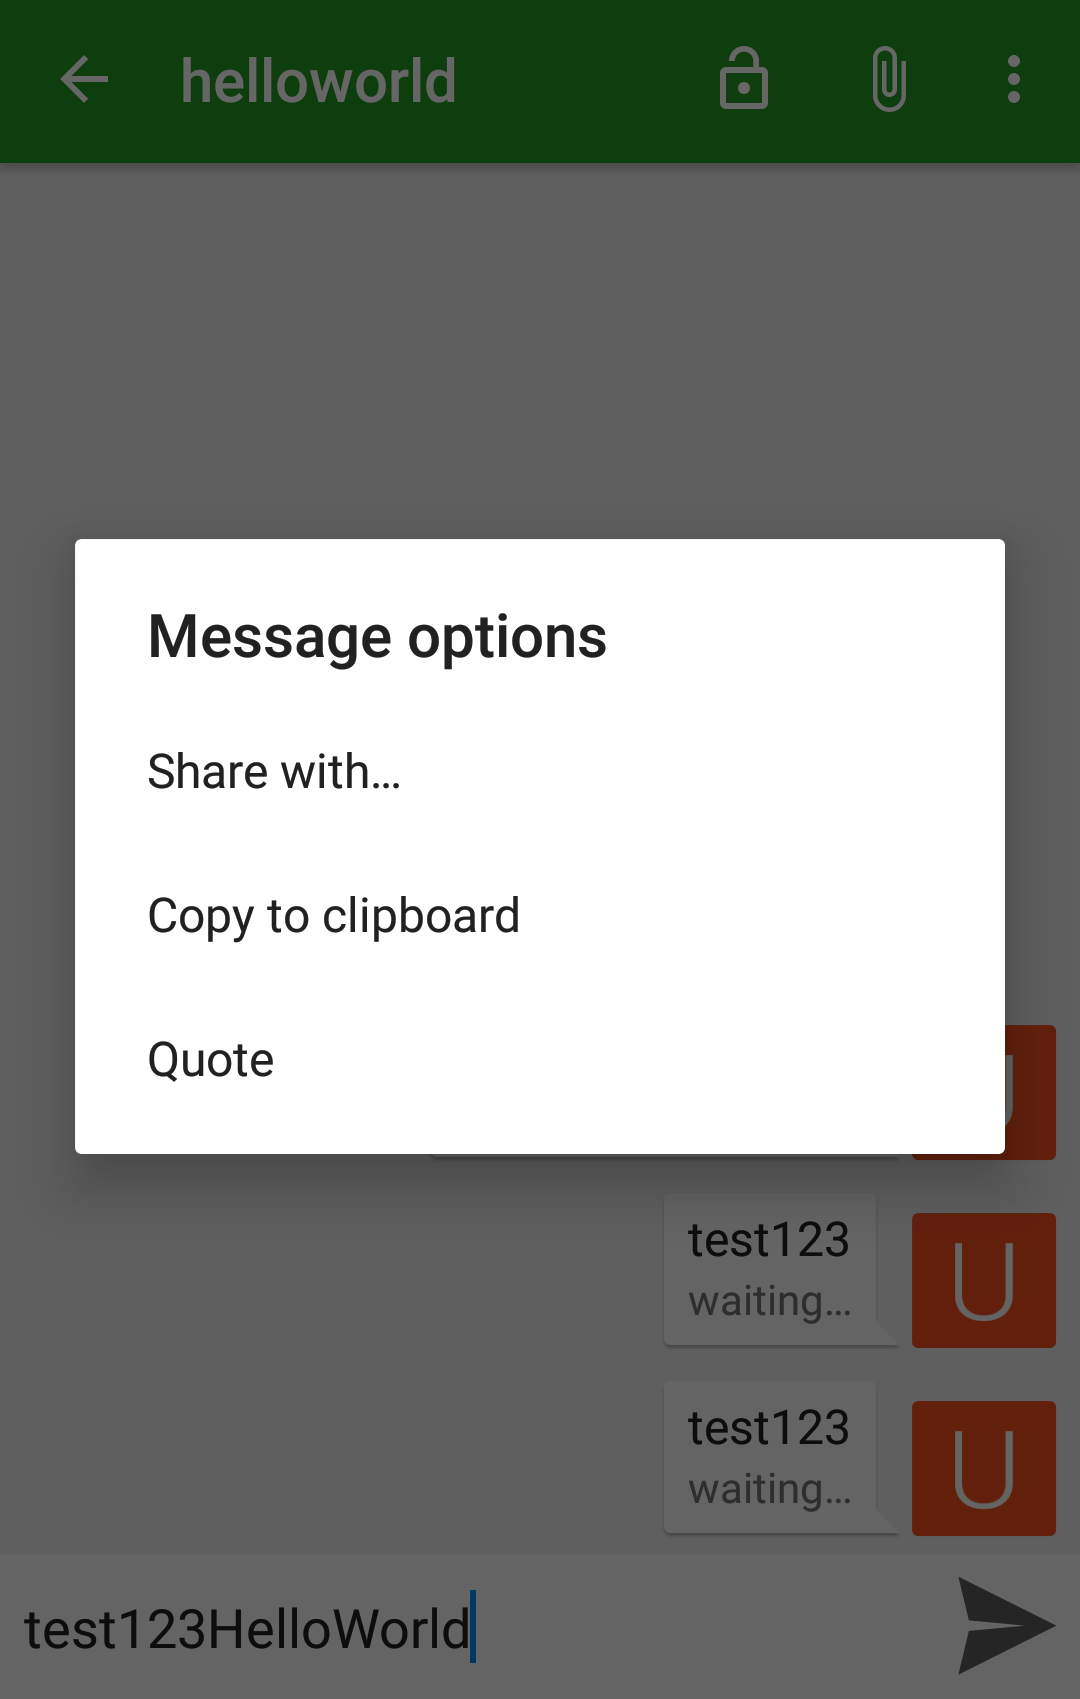 helloworld
Message options
Share with…
Copy to clipboard
Quote
test123
waiting…
U
test123
waiting…
U
test123HelloWorld